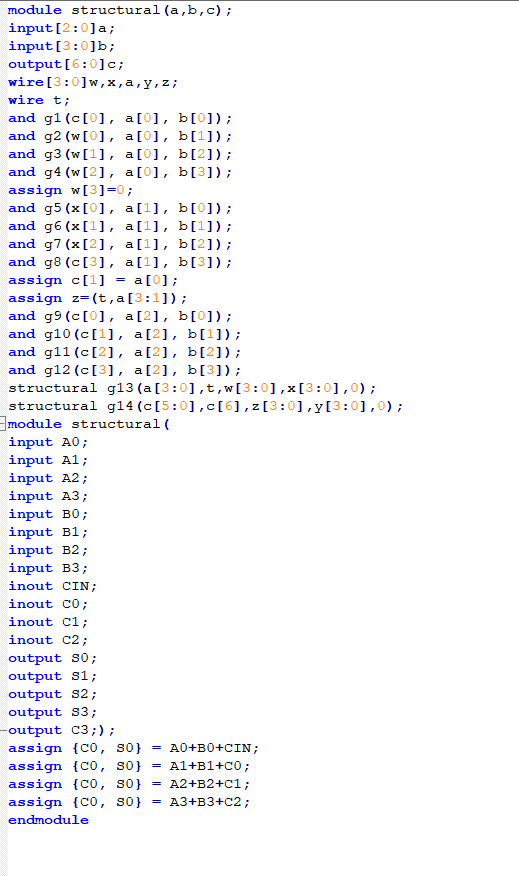 module structural(a,b,c);
input[2:0]a;
input[3:0]b;
output[6:0]c;
wire[3:0]w,x,a,y,z;
wire t;
and g1(c[0], a[0], b[0]);
and g2(w[0], a[0], b[1]);
and g3(w[1], a[0], b[2]);
and g4(w[2], a[0], b[3]);
assign w[3]=0;
and g5(x[0], a[1], b[0]);
and g6(x[1], a[1], b[1]);
and g7(x[2], a[1], b[2]);
and g8(c[3], a[1], b[3]);
assign c[1] = a[0];
assign z=(t,a[3:1]);
and g9(c[0], a[2], b[0]);
and g10(c[1], a[2], b[1]);
and g11(c[2], a[2], b[2]);
and g12(c[3], a[2], b[3]);
structural g13(a[3:0],t,w[3:0],x[3:0],0);
structural g14(c[5:0],c[6],z[3:0],y[3:0],0);
module structural(
input A0;
input A1;
input A2;
input A3;
input B0;
input B1;
input B2;
input B3;
inout CIN;
inout C0;
inout C1;
inout C2;
output S0;
output S1;
output S2;
output S3;
output C3;);
assign {C0, S0} = A0+B0+CIN;
assign {C0, S0} = A1+B1+C0;
assign {C0, S0} = A2+B2+C1;
assign {C0, S0} = A3+B3+C2;
endmodule